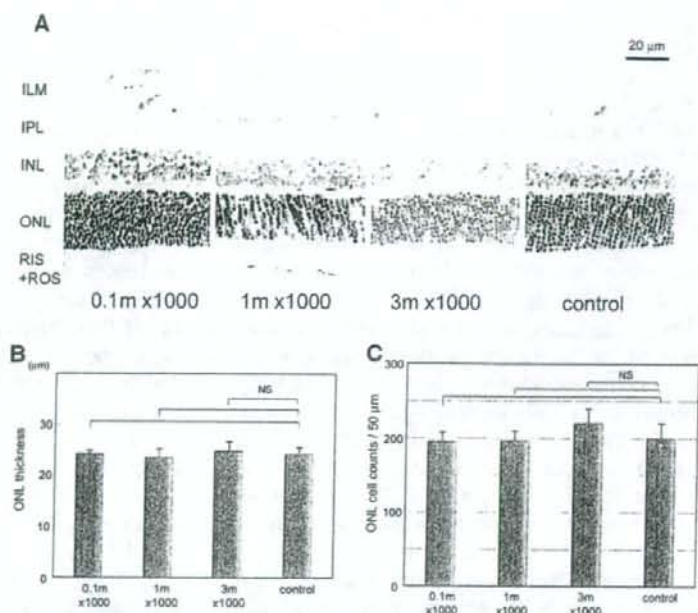 A
20 µm
ILM
IPL
INL
ONL
RIS
+ROS
0.1m x1000
1m x1000
3m x1000
control
B
(µm)
ONL thickness
30
20
10
0
NS
0.1m
x1000
1m
x1000
3m
x1000
control
C
ONL cell counts / 50 µm
300
200
100
0
NS
0.1m
x1000
1m
x1000
3m
x1000
control